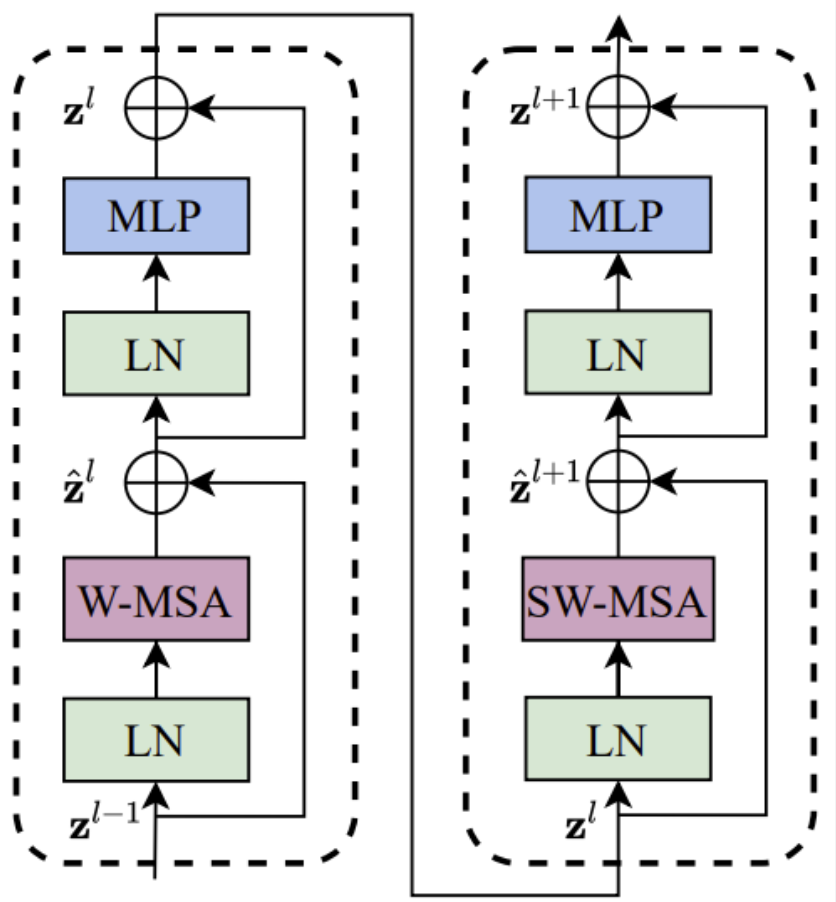 𝐳^l
MLP
LN
𝐳̂^l
W-MSA
LN
𝐳^{l−1}
𝐳^{l+1}
MLP
LN
𝐳̂^{l+1}
SW-MSA
LN
𝐳^l